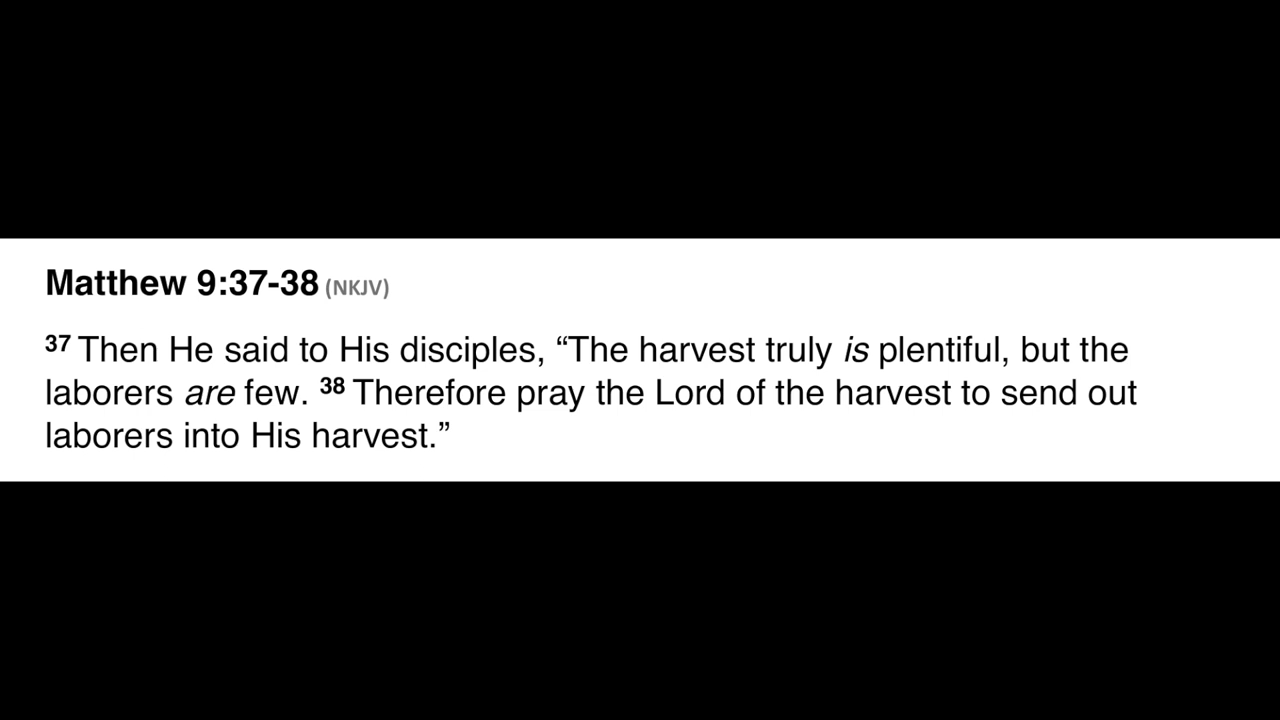 Matthew 9:37-38 (NKJV)
37 Then He said to His disciples, “The harvest truly is plentiful, but the
laborers are few. 38 Therefore pray the Lord of the harvest to send out
laborers into His harvest.”